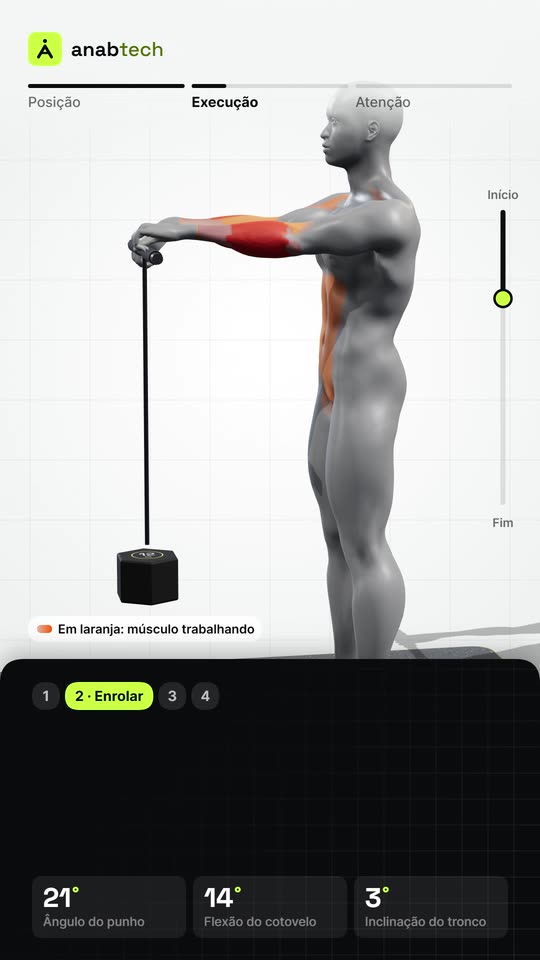 anabtech
Posição
Execução
Atenção
Início
12
Fim
Em laranja: músculo trabalhando
1
2 · Enrolar
3
4
21°
Ângulo do punho
14°
Flexão do cotovelo
3°
Inclinação do tronco